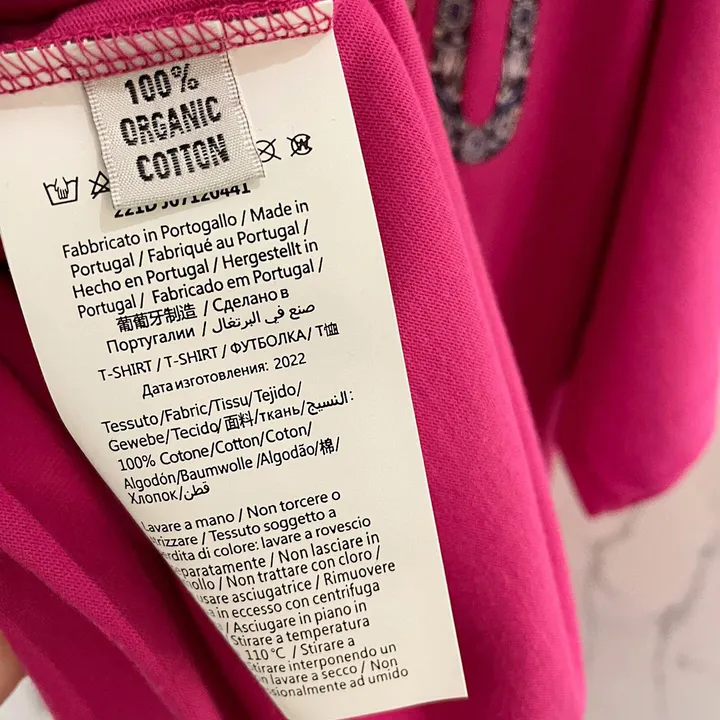 100%
ORGANIC
COTTON
Fabbricato in Portogallo / Made in
Portugal / Fabriqué au Portugal /
Hecho en Portugal / Hergestellt in
Portugal / Fabricado em Portugal /
葡萄牙制造 / Сделано в
Португалии / صنع في البرتغال /
T-SHIRT / T-SHIRT / ФУТБОЛКА / T恤
Дата изготовления: 2022
Tessuto/Fabric/Tissu/Tejido/
Gewebe/Tecido/面料/ткань/النسيج:
100% Cotone/Cotton/Coton/
Algodón/Baumwolle /Algodão/棉/
Хлопок/قطن
Lavare a mano / Non torcere o
/ Tessuto soggetto a
di colore: lavare a rovescio
/ Non lasciare in
/ Non trattare con cloro /
asciugatrice / Rimuovere
in eccesso con centrifuga
/ Asciugare in piano in
Stirare a temperatura
110 °C / Stirare a
interponendo un
lavare a secco / Non
ad umido